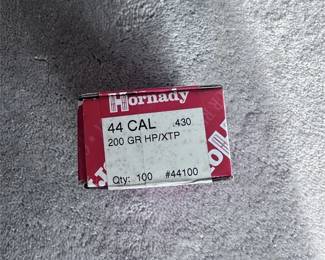 Hornady
44 CAL .430
200 GR HP/XTP
Qty: 100 #44100